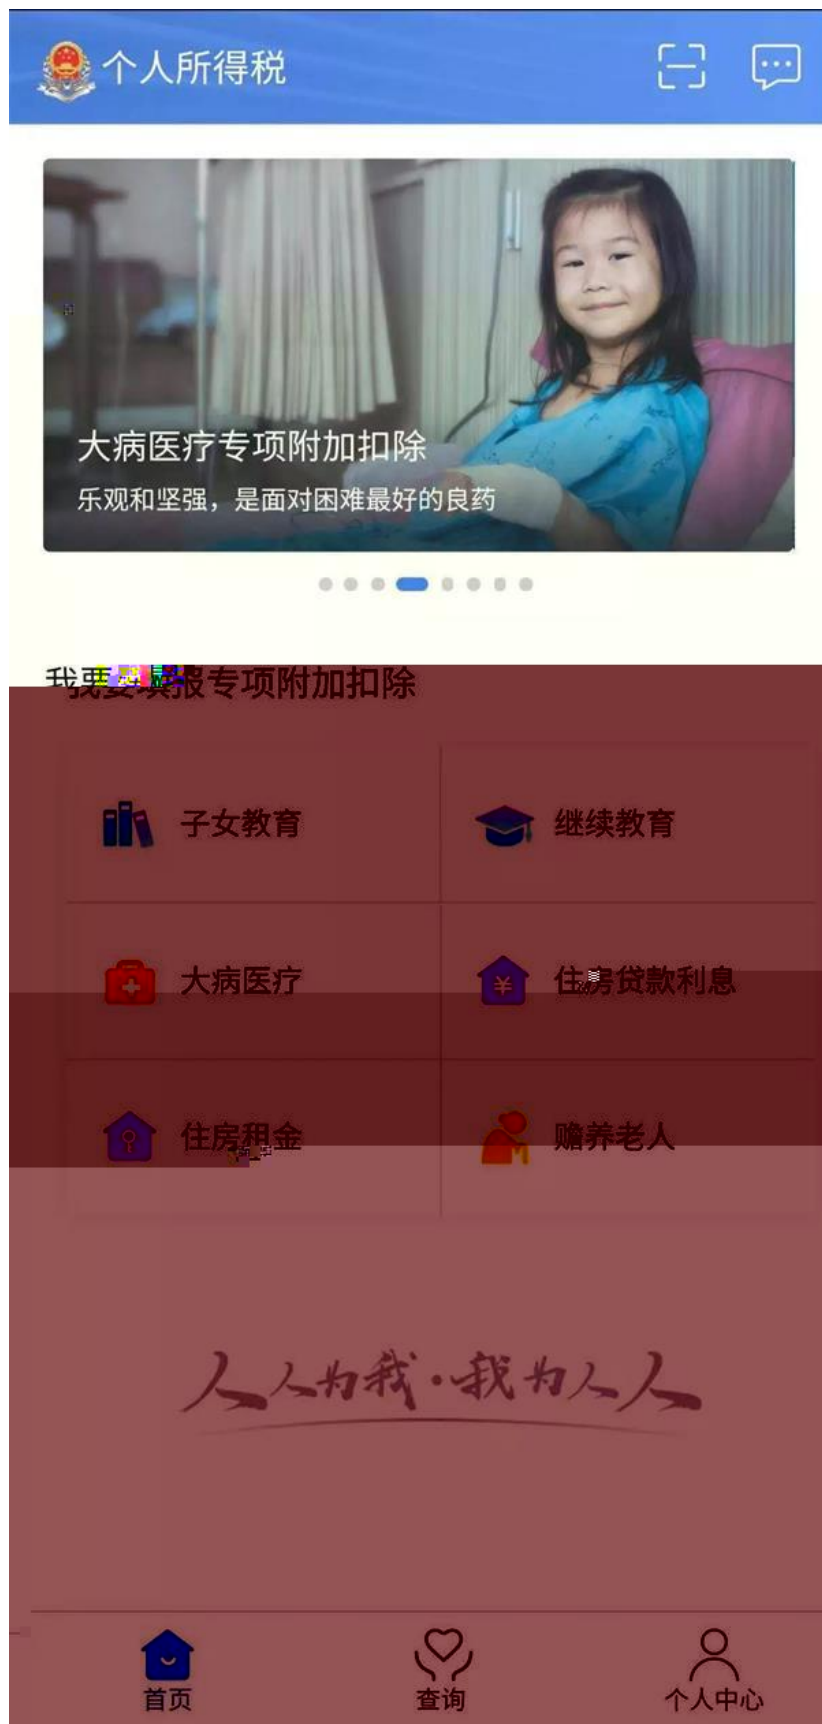 个人所得税
大病医疗专项附加扣除
乐观和坚强，是面对困难最好的良药
我要填报专项附加扣除
子女教育
继续教育
大病医疗
住房贷款利息
住房租金
赡养老人
人人为我·我为人人
首页
查询
个人中心